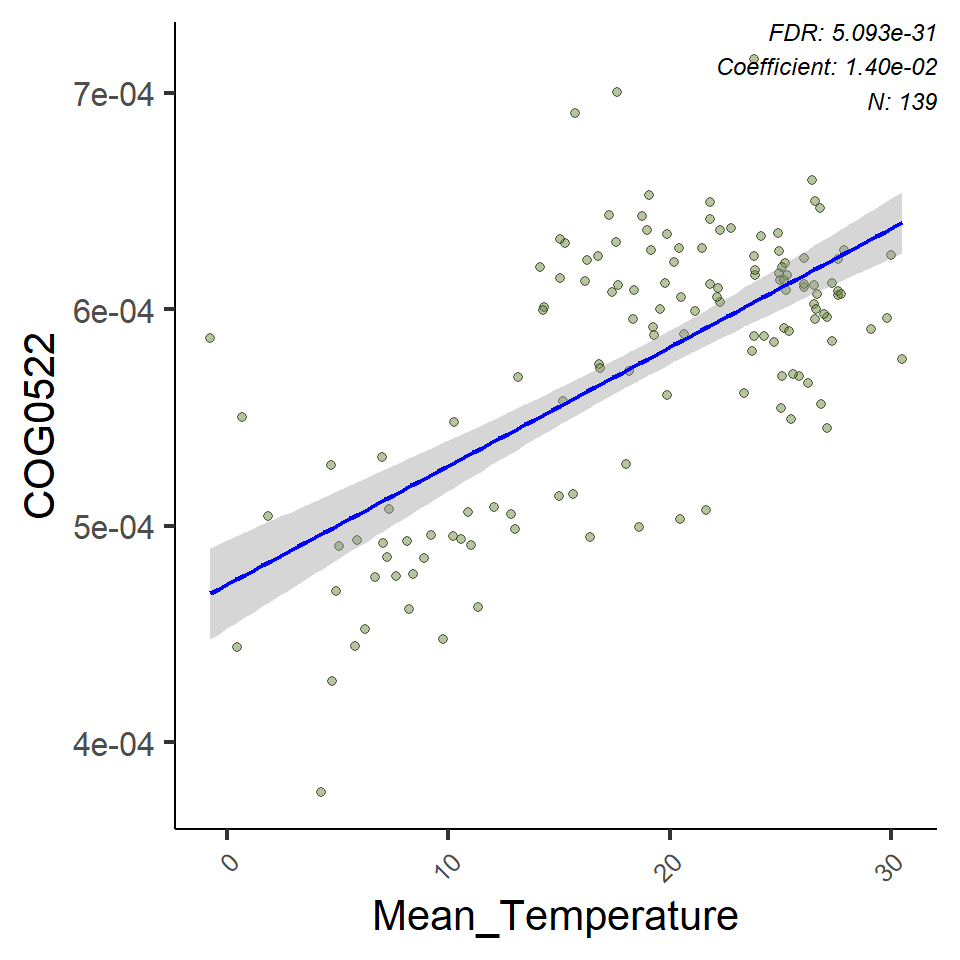 FDR: 5.093e-31
Coefficient: 1.40e-02
N: 139
7e-04
6e-04
5e-04
4e-04
COG0522
0
10
20
30
Mean_Temperature